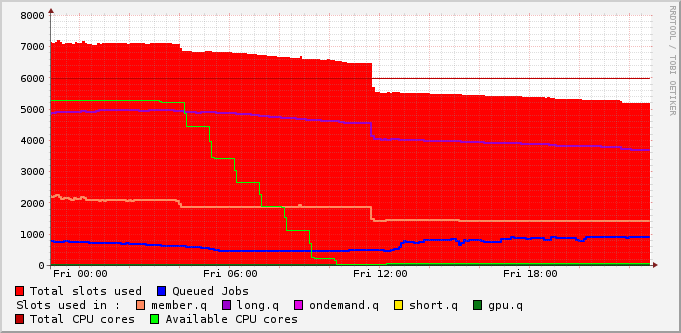 RRDTOOL / TOBI OETIKER
8000
7000
6000
5000
4000
3000
2000
1000
0
Fri 00:00 Fri 06:00 Fri 12:00 Fri 18:00
Total slots used Queued Jobs
Slots used in : member.q long.q ondemand.q short.q gpu.q
Total CPU cores Available CPU cores